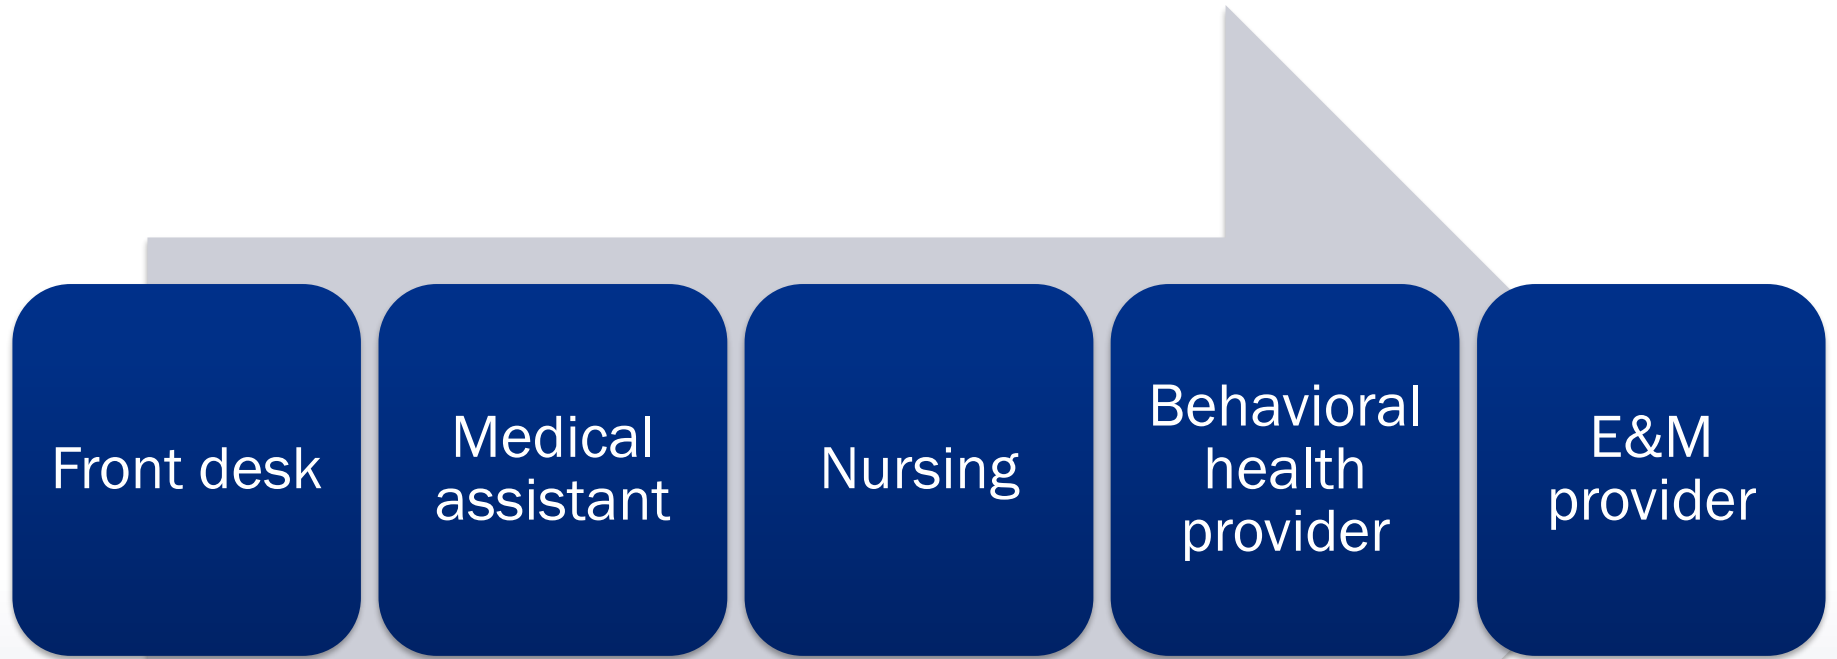 Front desk
Medical
assistant
Nursing
Behavioral
health
provider
E&M
provider